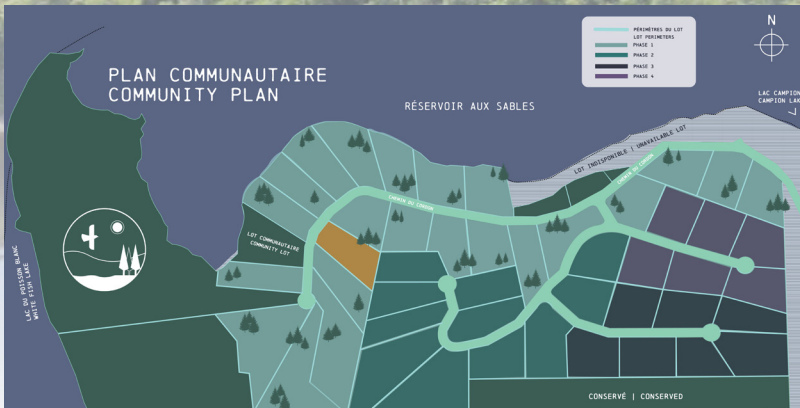 PLAN COMMUNAUTAIRE
COMMUNITY PLAN
RÉSERVOIR AUX SABLES
PÉRIMÈTRES DU LOT
LOT PERIMETERS
PHASE 1
PHASE 2
PHASE 3
PHASE 4
N
LAC CAMPION
CAMPION LAKE
LOT INDISPONIBLE | UNAVAILABLE LOT
CHEMIN DU CONDOR
CHEMIN DU CONDOR
LOT COMMUNAUTAIRE
COMMUNITY LOT
LAC DU POISSON BLANC
WHITE FISH LAKE
CONSERVÉ | CONSERVED